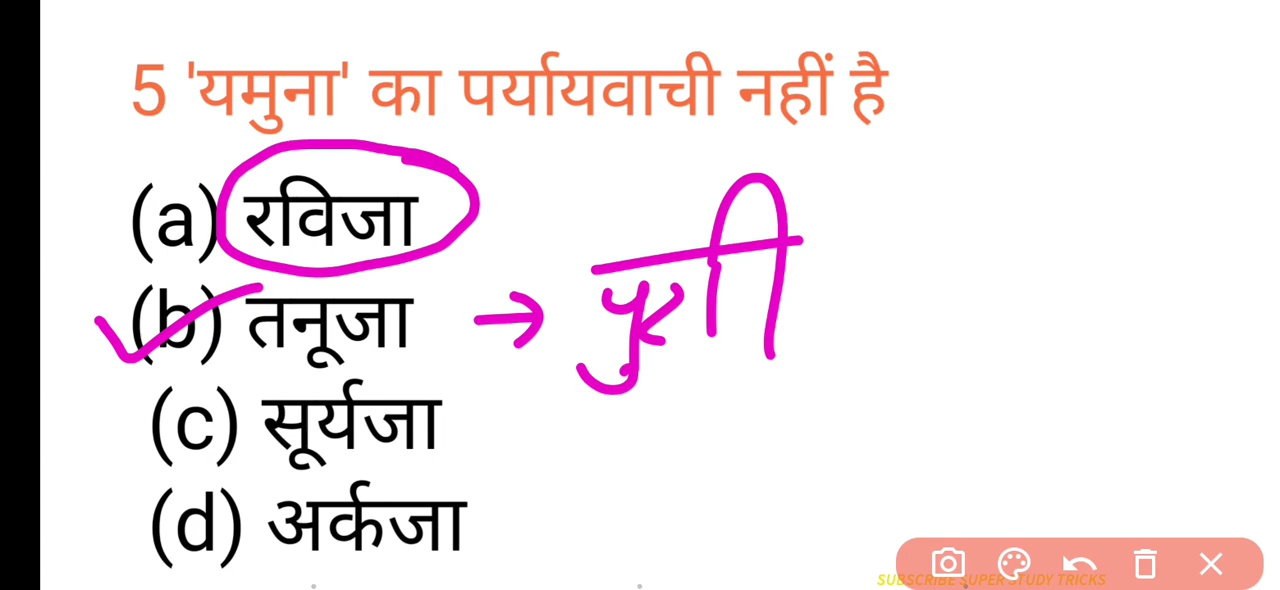 5 'यमुना' का पर्यायवाची नहीं है
(a) रविजा
(b) तनूजा →
(c) सूर्यजा
(d) अर्कजा
SUBSCRIBE SUPER STUDY TRICKS